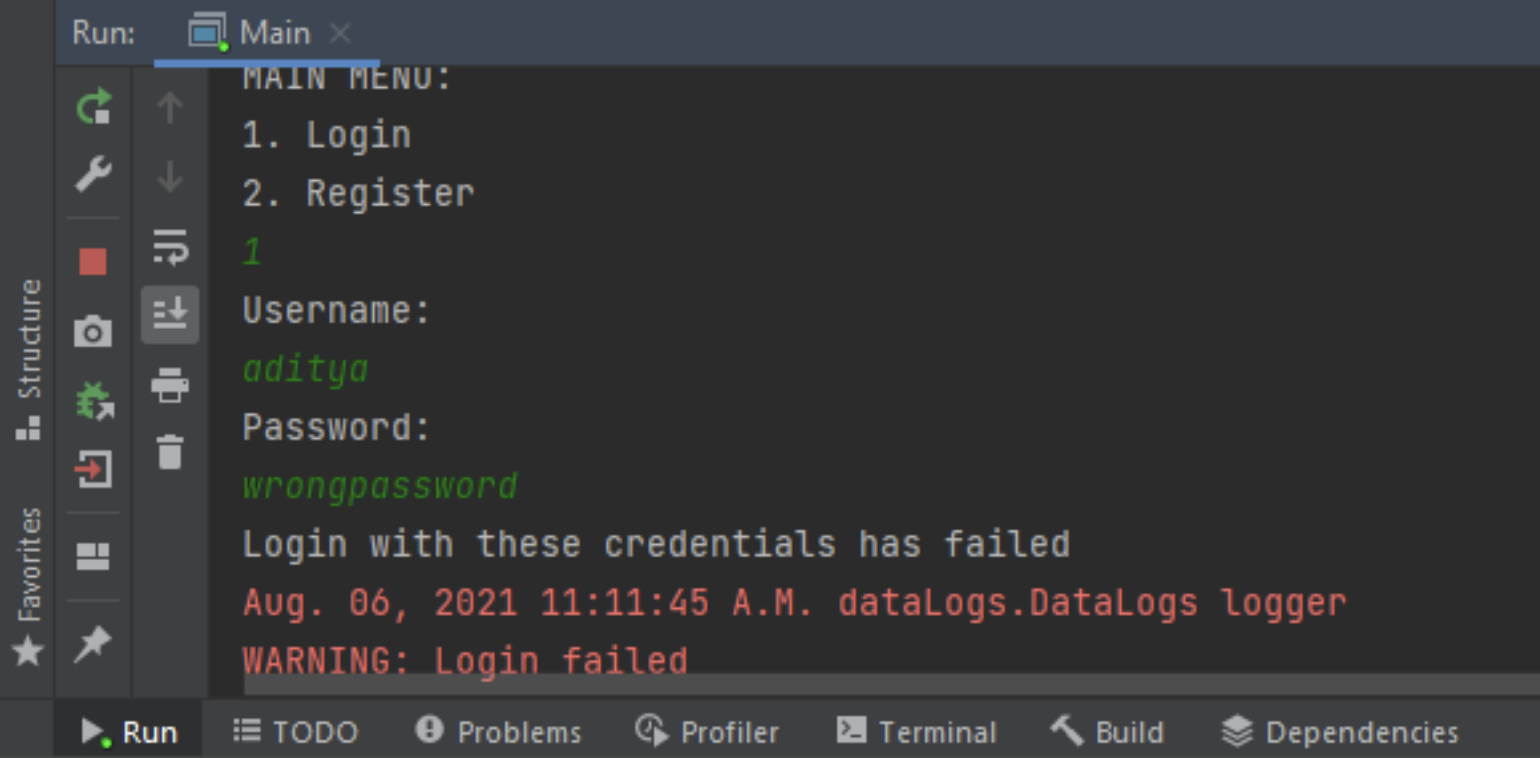 Run: Main
MAIN MENU:
1. Login
2. Register
1
Username:
aditya
Password:
wrongpassword
Login with these credentials has failed
Aug. 06, 2021 11:11:45 A.M. dataLogs.DataLogs logger
WARNING: Login failed
Structure
Favorites
Run TODO Problems Profiler Terminal Build Dependencies